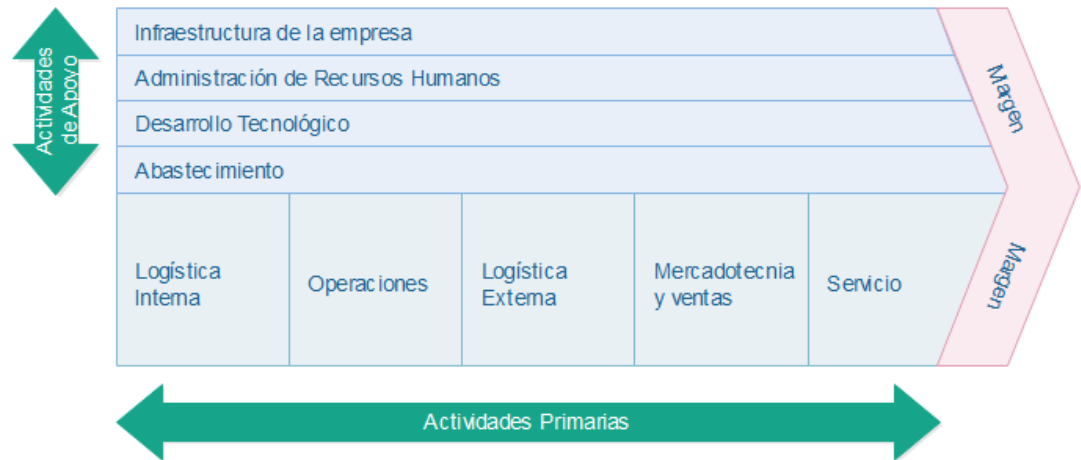 Actividades
de Apoyo
Infraestructura de la empresa
Administración de Recursos Humanos
Desarrollo Tecnológico
Abastecimiento
Margen
Logística
Interna
Operaciones
Logística
Externa
Mercadotecnia
y ventas
Servicio
Margen
Actividades Primarias